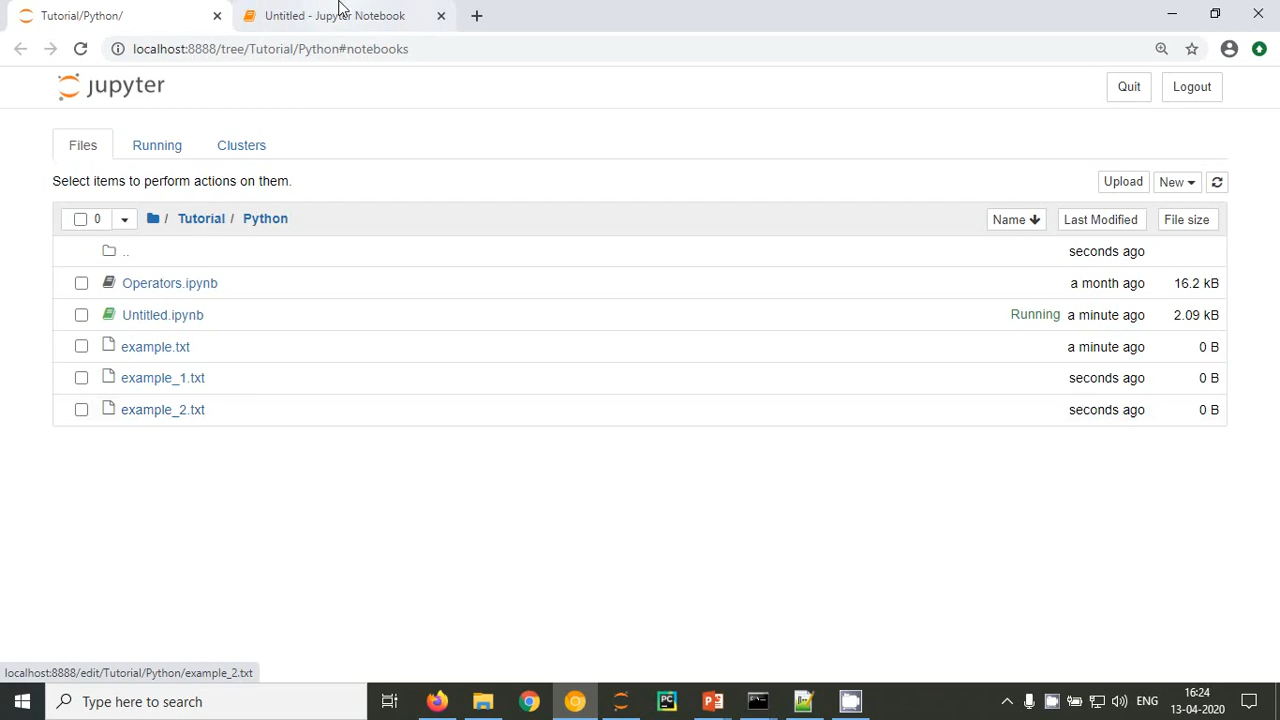 Tutorial/Python/
Untitled - Jupyter Notebook
localhost:8888/tree/Tutorial/Python#notebooks
jupyter
Quit
Logout
Files
Running
Clusters
Select items to perform actions on them.
Upload
New
0
/ Tutorial / Python
Name
Last Modified
File size
..
seconds ago
Operators.ipynb
a month ago
16.2 kB
Untitled.ipynb
Running
a minute ago
2.09 kB
example.txt
a minute ago
0 B
example_1.txt
seconds ago
0 B
example_2.txt
seconds ago
0 B
localhost:8888/edit/Tutorial/Python/example_2.txt
Type here to search
ENG
16:24
13-04-2020